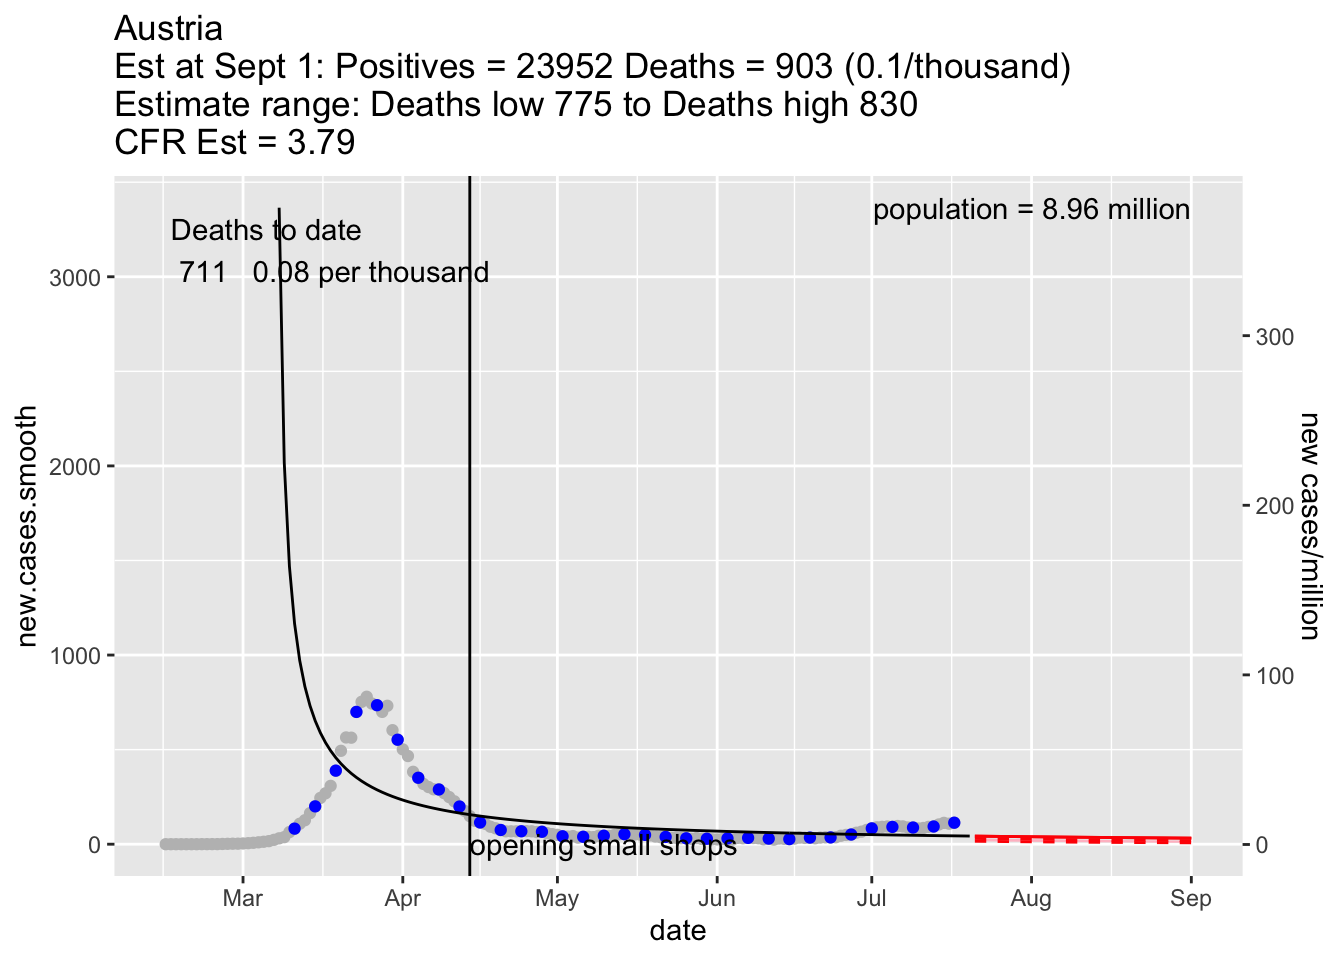 Austria
Est at Sept 1: Positives = 23952 Deaths = 903 (0.1/thousand)
Estimate range: Deaths low 775 to Deaths high 830
CFR Est = 3.79
population = 8.96 million
Deaths to date
711 0.08 per thousand
3000
2000
1000
0
new.cases.smooth
300
200
100
0
new cases/million
opening small shops
Mar Apr May Jun Jul Aug Sep
date